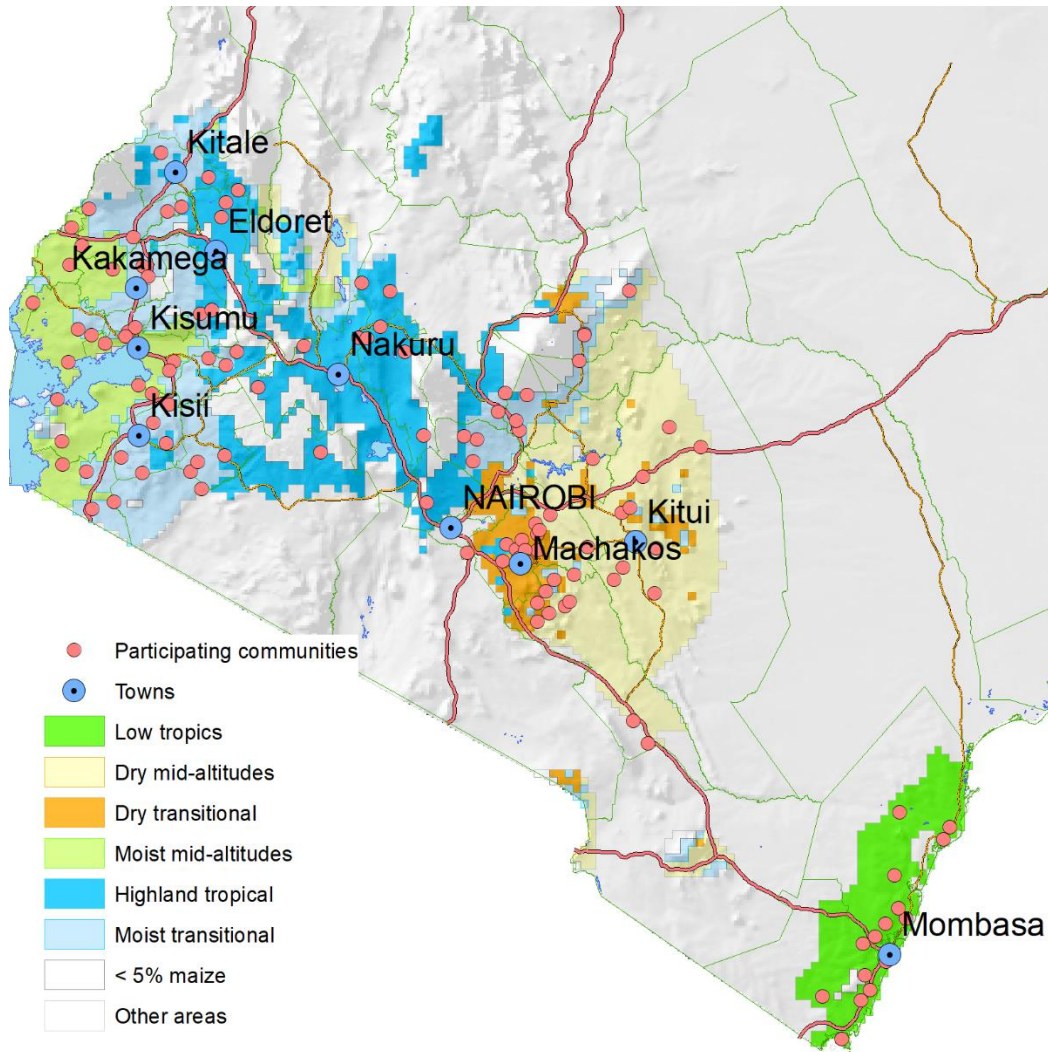 Kitale
Eldoret
Kakamega
Kisumu
Nakuru
Kisii
NAIROBI
Kitui
Machakos
Participating communities
Towns
Low tropics
Dry mid-altitudes
Dry transitional
Moist mid-altitudes
Highland tropical
Moist transitional
< 5% maize
Other areas
Mombasa